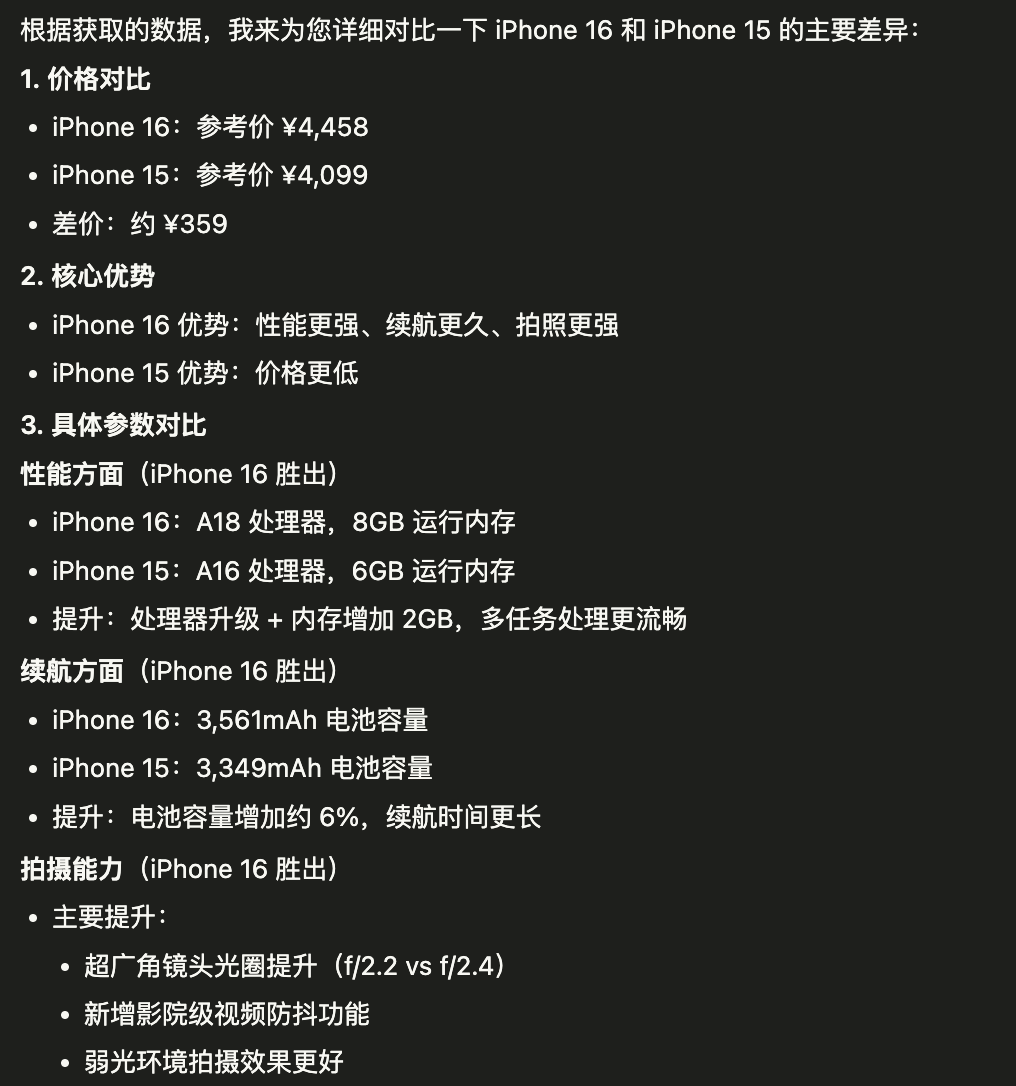 根据获取的数据，我来为您详细对比一下 iPhone 16 和 iPhone 15 的主要差异：
1. 价格对比
• iPhone 16：参考价 ¥4,458
• iPhone 15：参考价 ¥4,099
• 差价：约 ¥359
2. 核心优势
• iPhone 16 优势：性能更强、续航更久、拍照更强
• iPhone 15 优势：价格更低
3. 具体参数对比
性能方面（iPhone 16 胜出）
• iPhone 16：A18 处理器，8GB 运行内存
• iPhone 15：A16 处理器，6GB 运行内存
• 提升：处理器升级 + 内存增加 2GB，多任务处理更流畅
续航方面（iPhone 16 胜出）
• iPhone 16：3,561mAh 电池容量
• iPhone 15：3,349mAh 电池容量
• 提升：电池容量增加约 6%，续航时间更长
拍摄能力（iPhone 16 胜出）
• 主要提升：
• 超广角镜头光圈提升（f/2.2 vs f/2.4）
• 新增影院级视频防抖功能
• 弱光环境拍摄效果更好